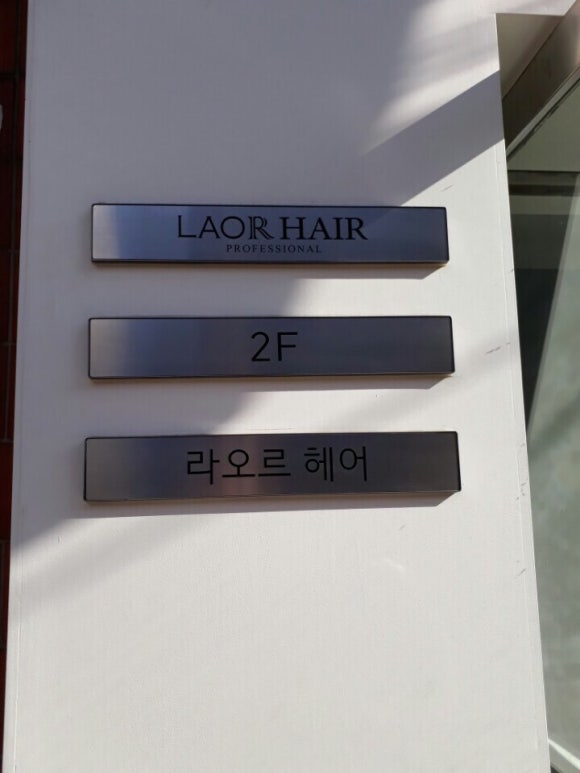 LAOR HAIR
PROFESSIONAL
2F
라오르 헤어